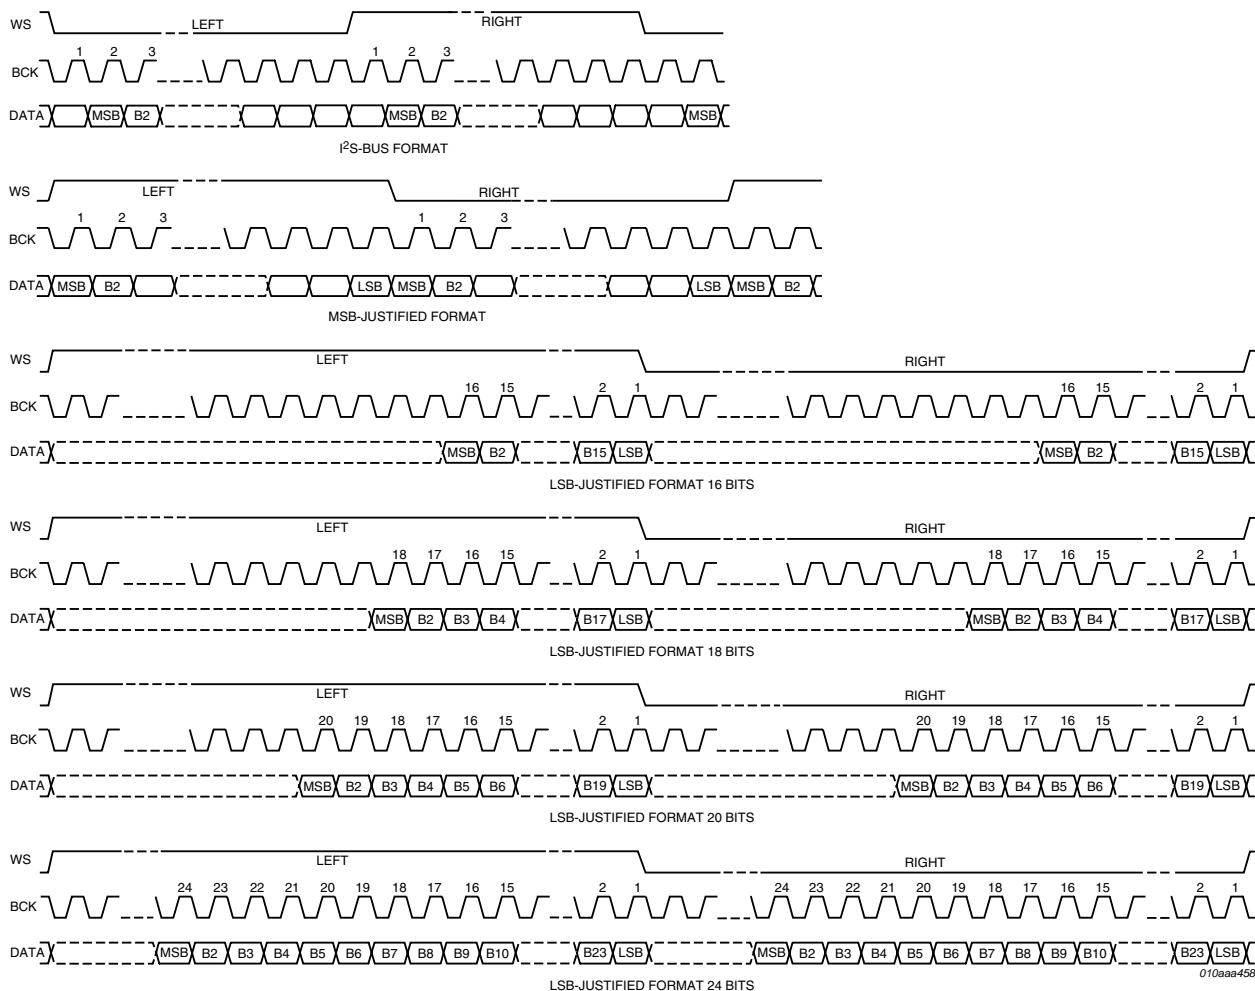 WS LEFT RIGHT
1 2 3 1 2 3
BCK
DATA MSB B2 MSB B2 MSB
I²S-BUS FORMAT
WS LEFT RIGHT
1 2 3 1 2 3
BCK
DATA MSB B2 LSB MSB B2 LSB MSB B2
MSB-JUSTIFIED FORMAT
WS LEFT RIGHT
16 15 2 1 16 15 2 1
BCK
DATA MSB B2 B15 LSB MSB B2 B15 LSB
LSB-JUSTIFIED FORMAT 16 BITS
WS LEFT RIGHT
18 17 16 15 2 1 18 17 16 15 2 1
BCK
DATA MSB B2 B3 B4 B17 LSB MSB B2 B3 B4 B17 LSB
LSB-JUSTIFIED FORMAT 18 BITS
WS LEFT RIGHT
20 19 18 17 16 15 2 1 20 19 18 17 16 15 2 1
BCK
DATA MSB B2 B3 B4 B5 B6 B19 LSB MSB B2 B3 B4 B5 B6 B19 LSB
LSB-JUSTIFIED FORMAT 20 BITS
WS LEFT RIGHT
24 23 22 21 20 19 18 17 16 15 2 1 24 23 22 21 20 19 18 17 16 15 2 1
BCK
DATA MSB B2 B3 B4 B5 B6 B7 B8 B9 B10 B23 LSB MSB B2 B3 B4 B5 B6 B7 B8 B9 B10 B23 LSB
010aaa458
LSB-JUSTIFIED FORMAT 24 BITS